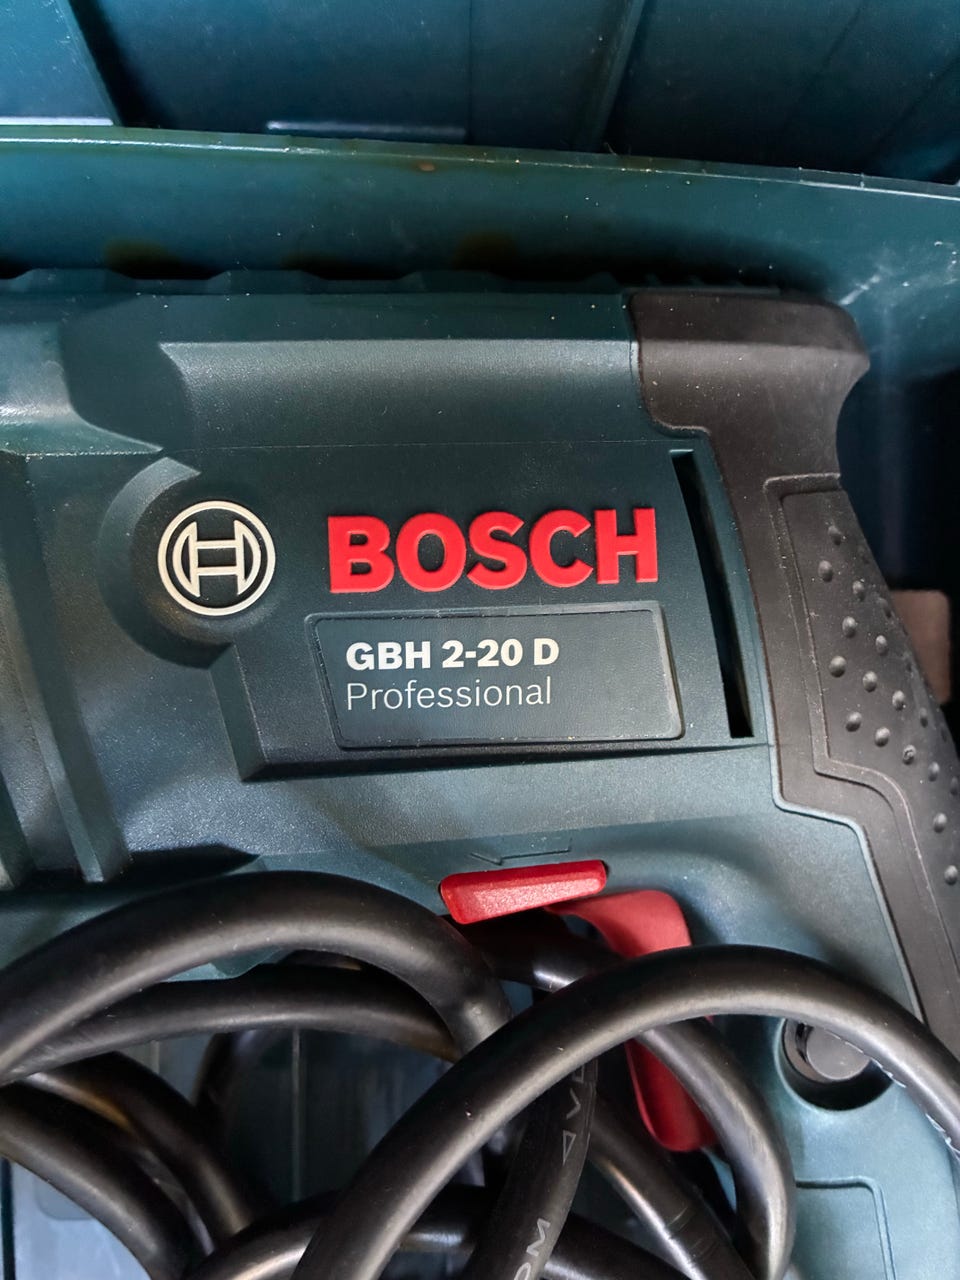 BOSCH
GBH 2-20 D
Professional